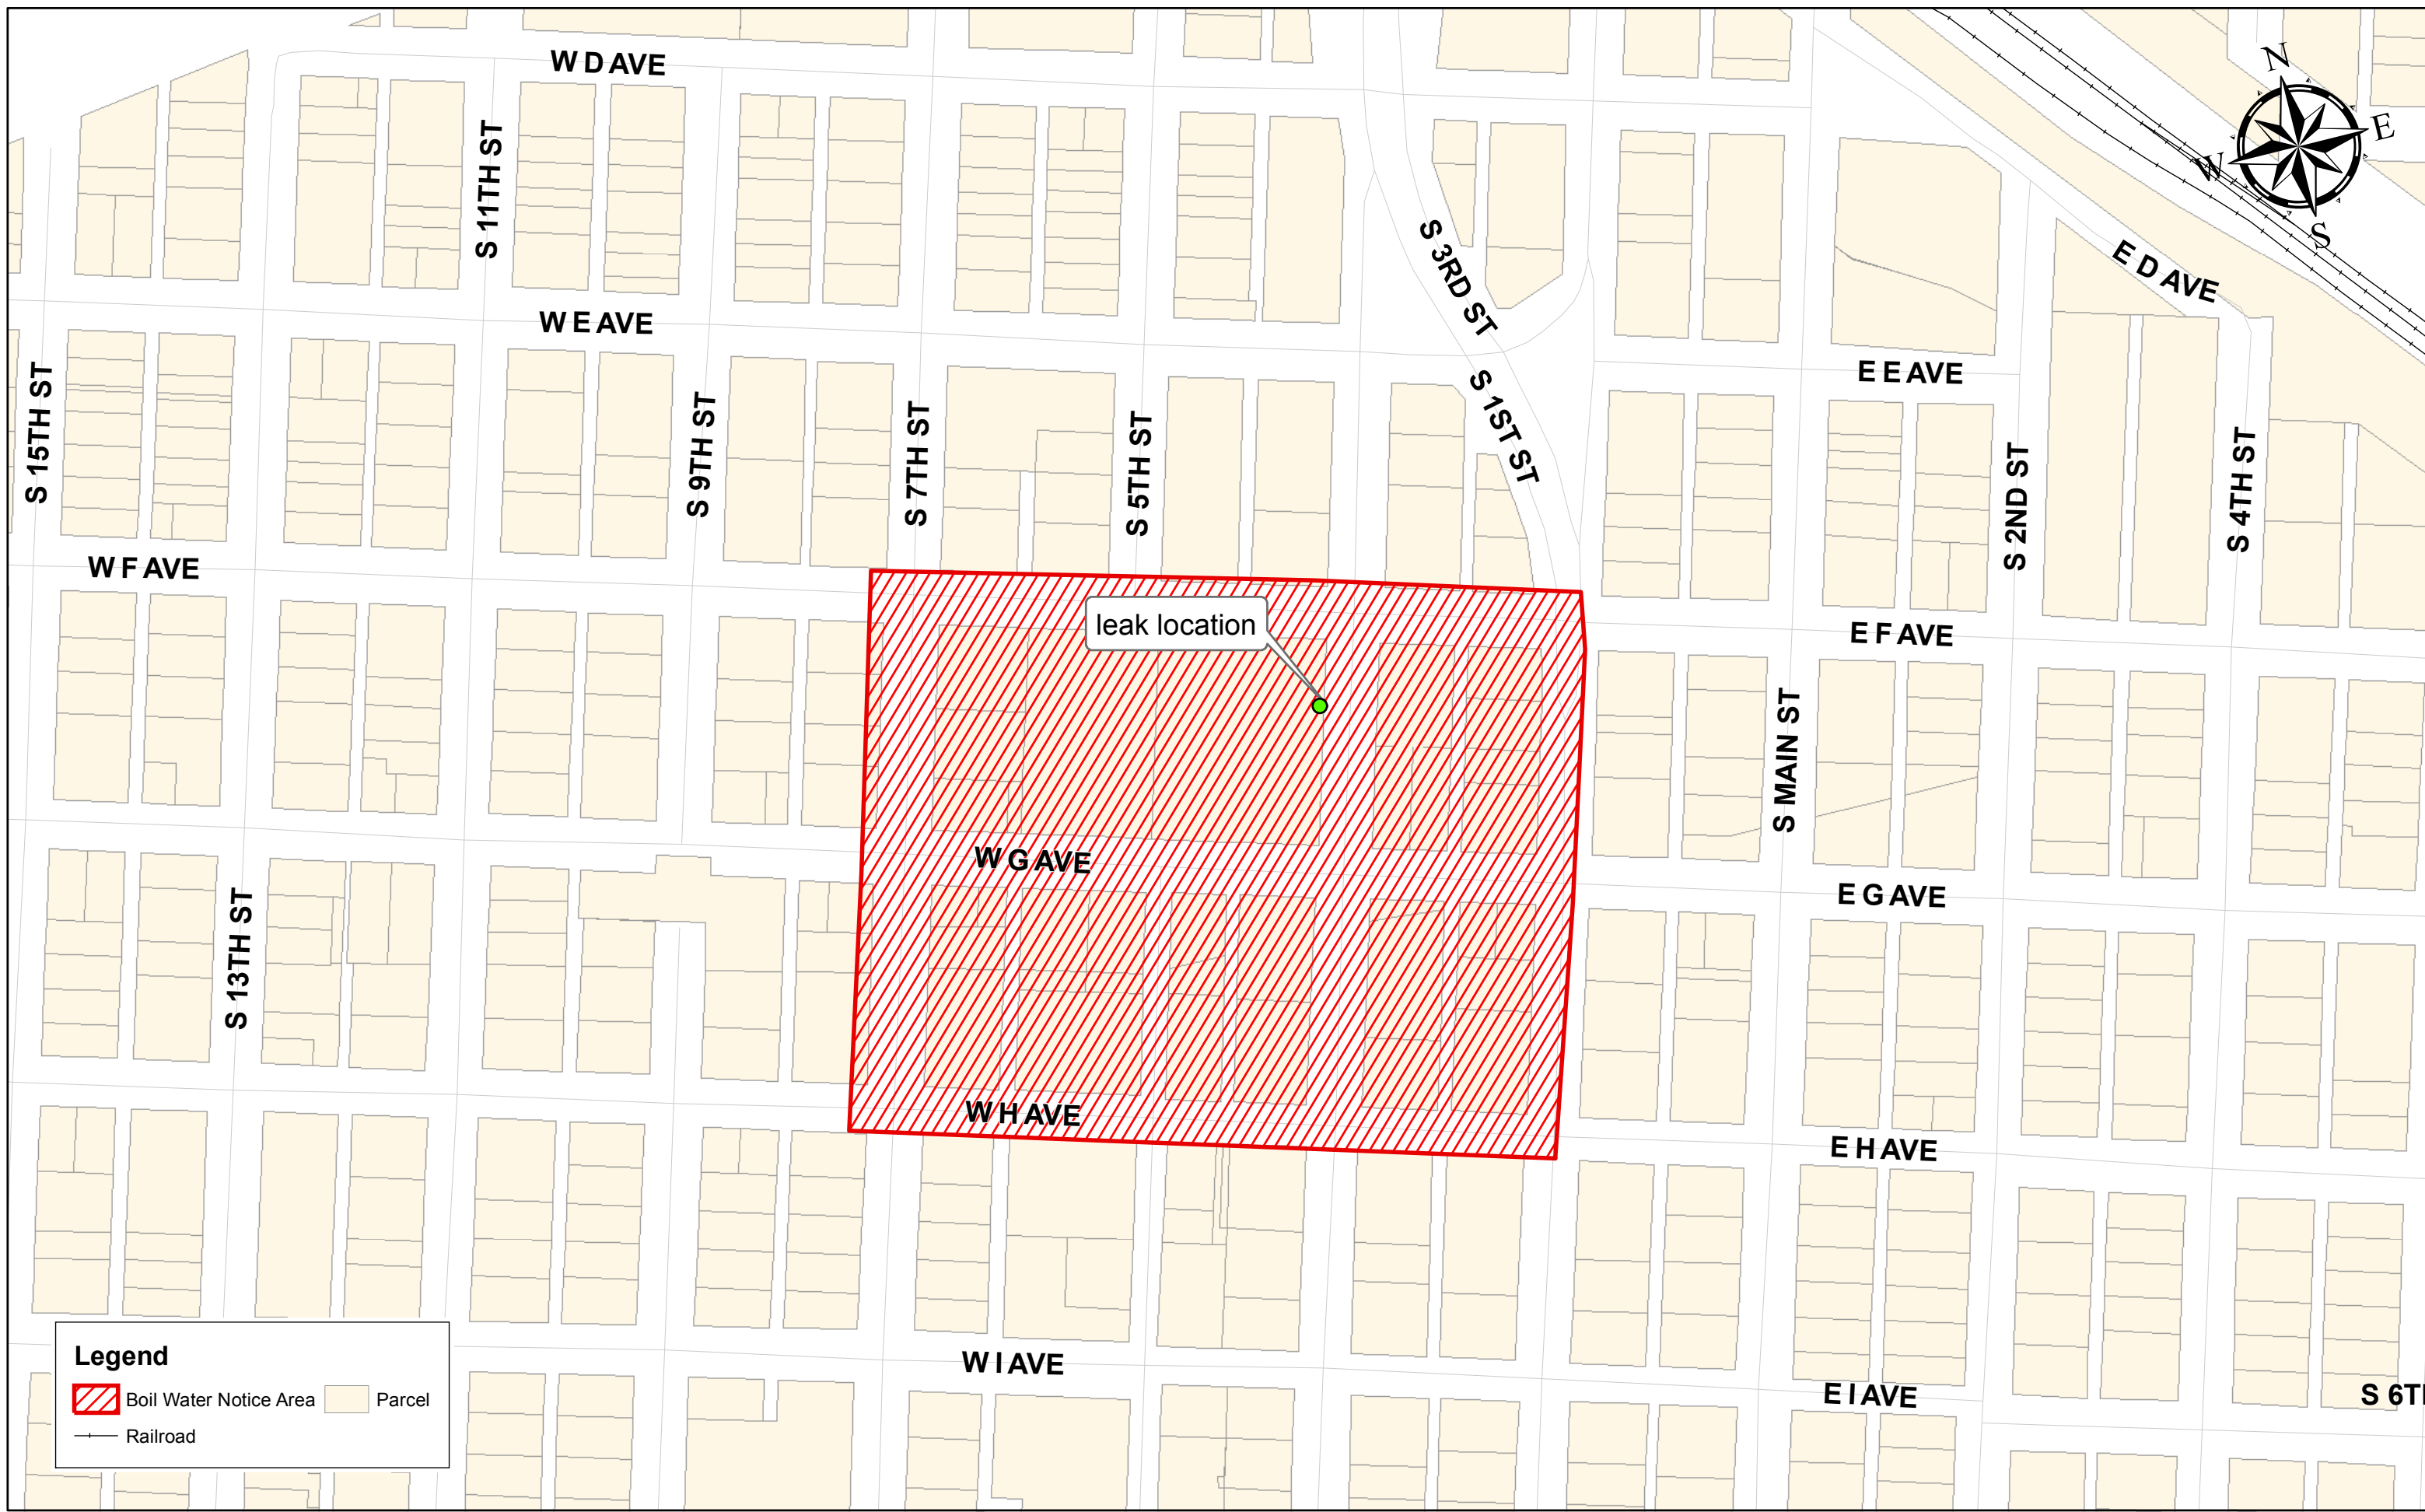 W D AVE
N
E
W
S
S 11TH ST
S 3RD ST
E D AVE
W E AVE
E E AVE
S 15TH ST
S 9TH ST
S 7TH ST
S 5TH ST
S 1ST ST
S 2ND ST
S 4TH ST
W F AVE
leak location
E F AVE
S MAIN ST
W G AVE
E G AVE
S 13TH ST
W H AVE
E H AVE
W I AVE
E I AVE
S 6T
Legend
Boil Water Notice Area
Parcel
Railroad